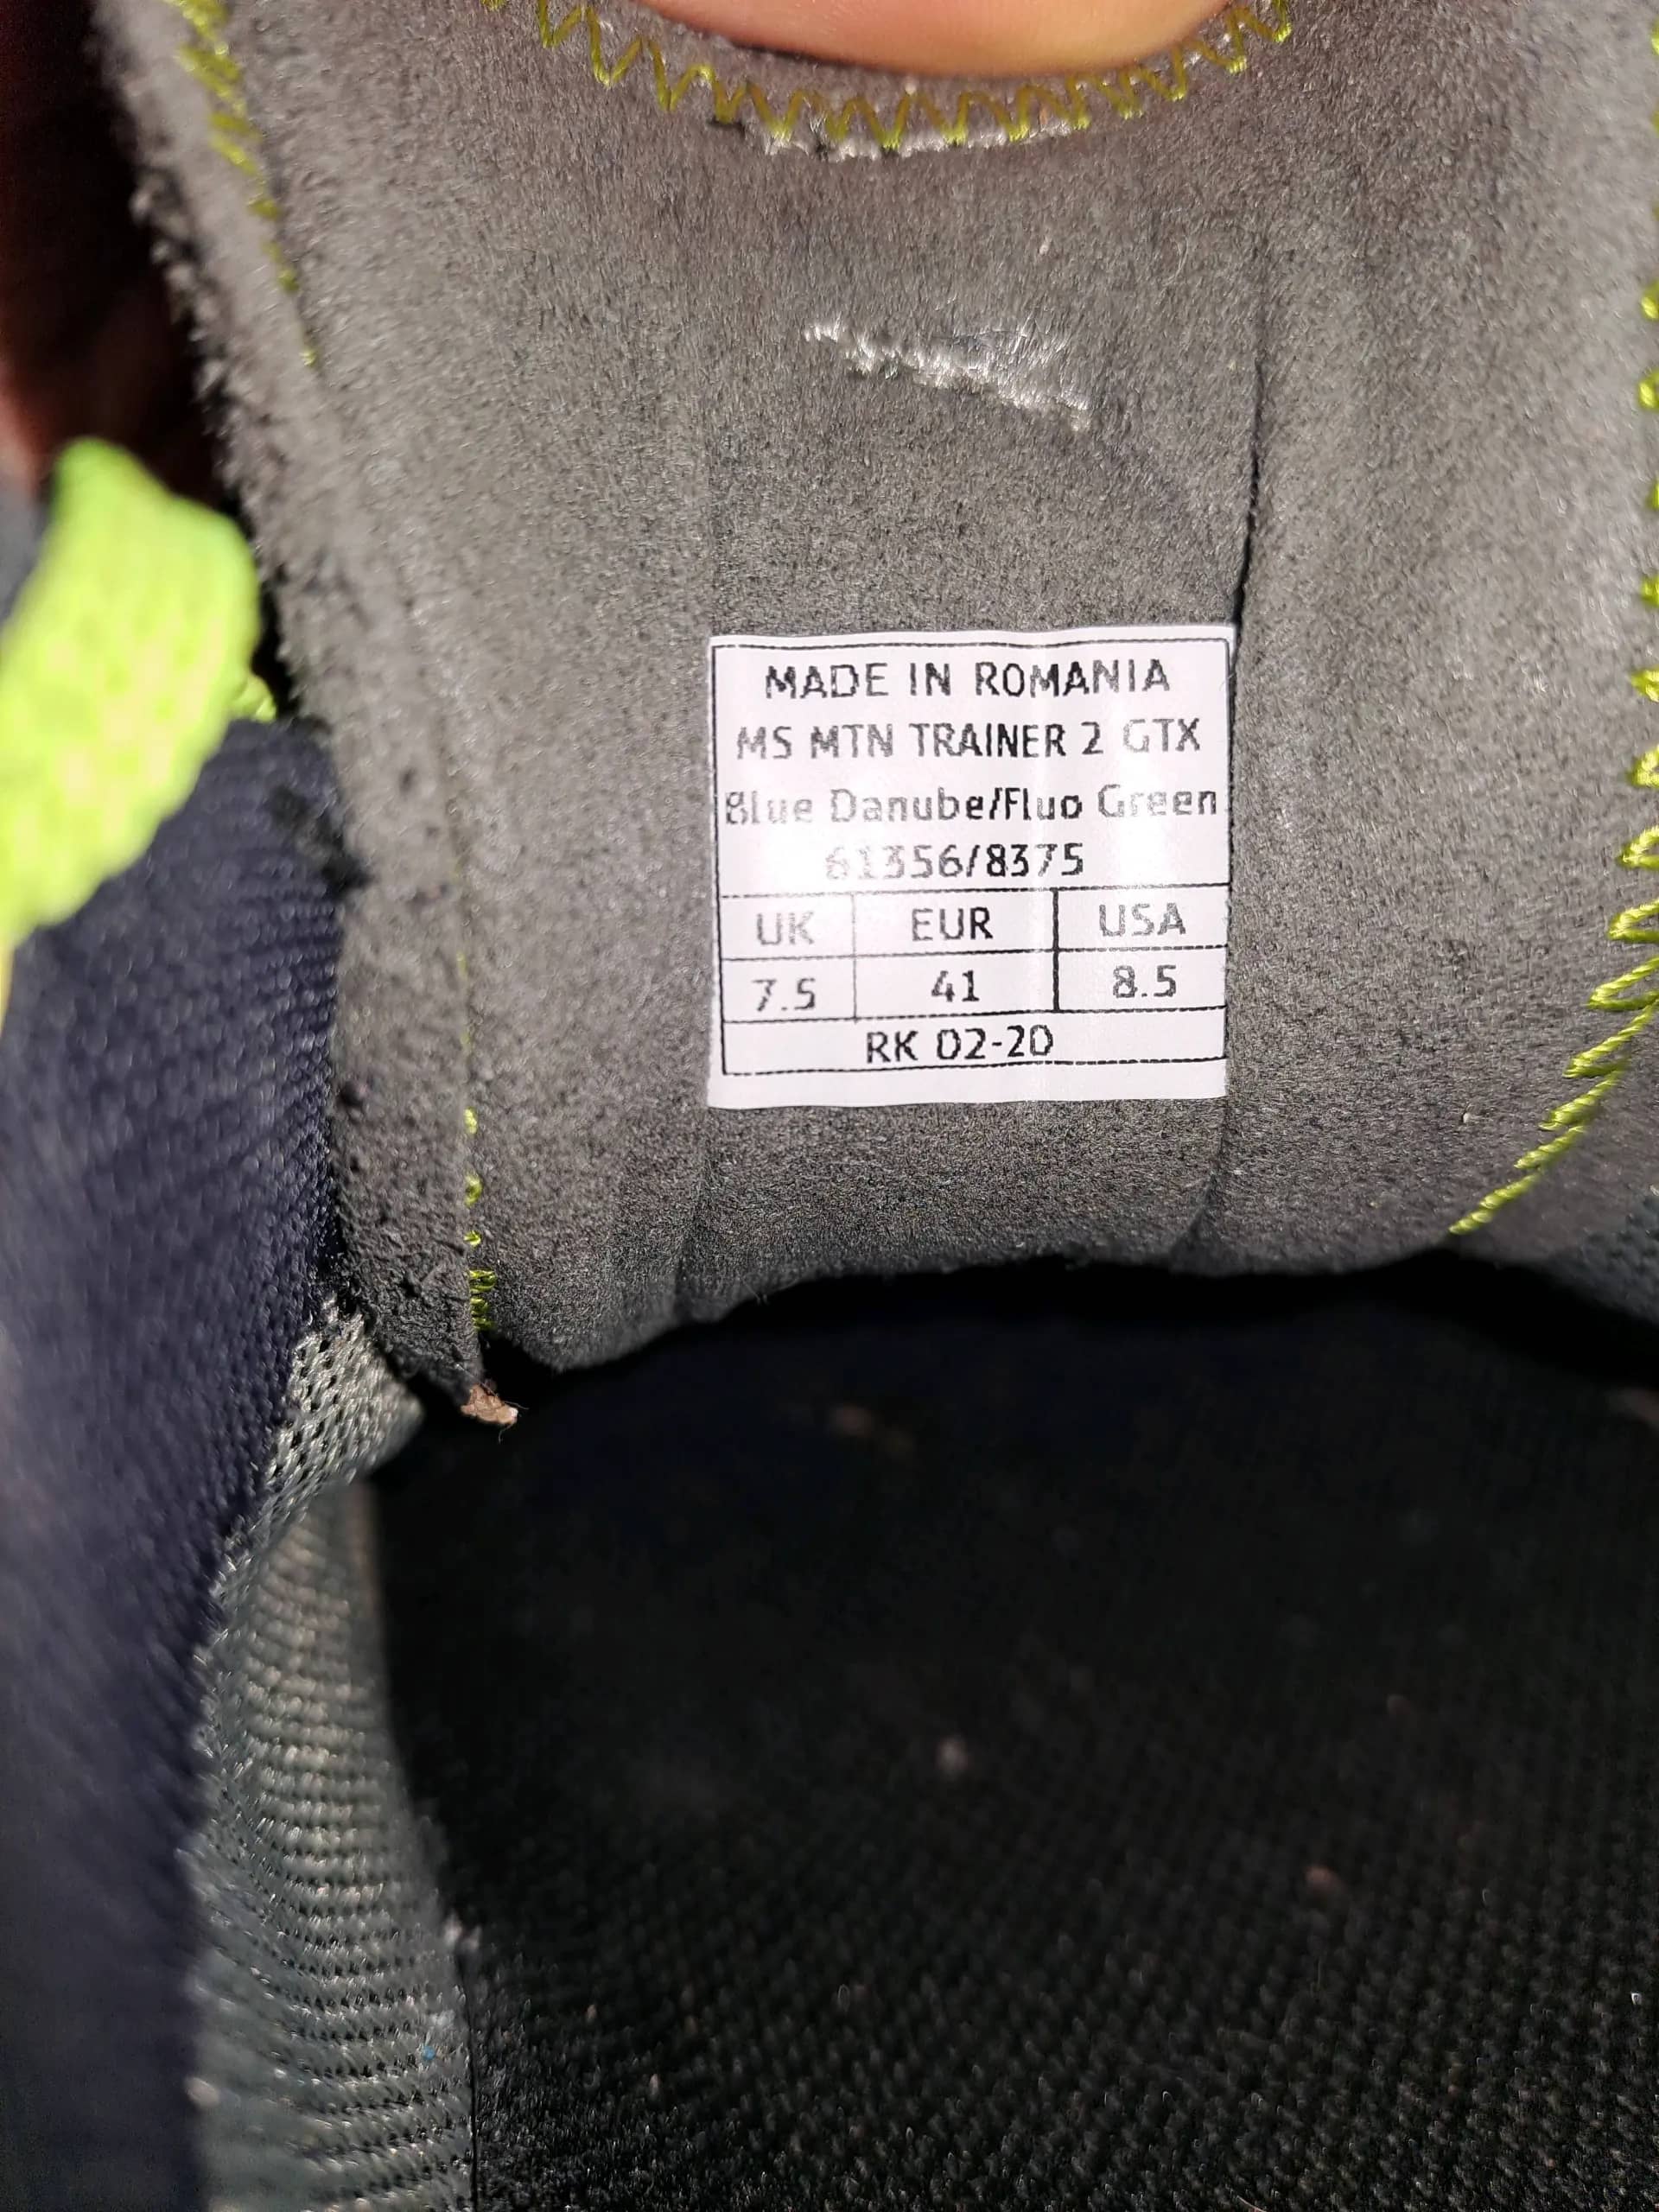 MADE IN ROMANIA
MS MTN TRAINER 2 GTX
Blue Danube/Fluo Green
61356/8375
UK EUR USA
7.5 41 8.5
RK 02-20